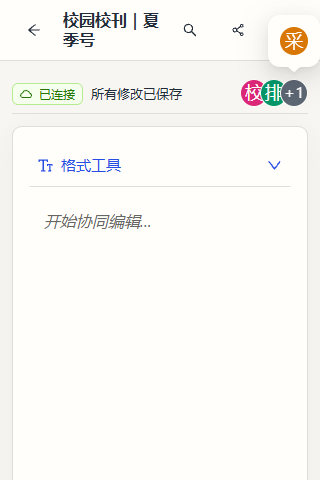 校园校刊 | 夏
季号
采
已连接 所有修改已保存 校 排 +1
格式工具
开始协同编辑...